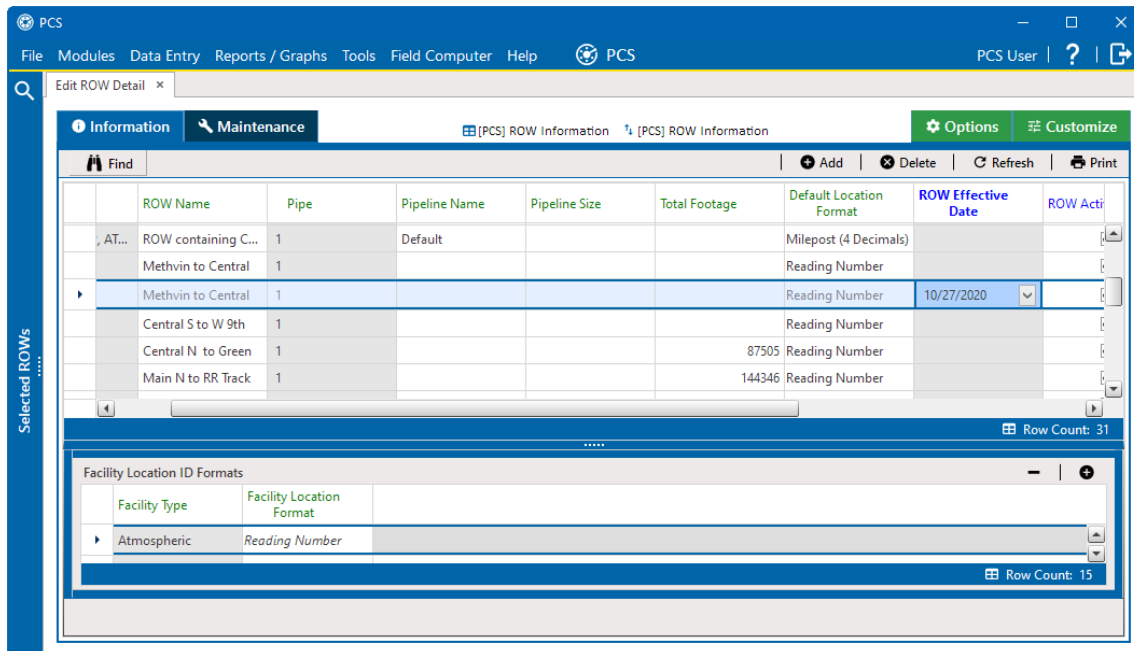 PCS
File Modules Data Entry Reports / Graphs Tools Field Computer Help PCS PCS User | ? |
Edit ROW Detail ×
Information Maintenance [PCS] ROW Information [PCS] ROW Information Options Customize
Find | Add | Delete | Refresh | Print
ROW Name Pipe Pipeline Name Pipeline Size Total Footage Default Location Format ROW Effective Date ROW Acti
, AT... ROW containing C... 1 Default Milepost (4 Decimals)
Methvin to Central 1 Reading Number
Methvin to Central 1 Reading Number 10/27/2020
Central S to W 9th 1 Reading Number
Central N to Green 1 87505 Reading Number
Main N to RR Track 1 144346 Reading Number
Row Count: 31
Selected ROWs
Facility Location ID Formats
Facility Type Facility Location Format
Atmospheric Reading Number
Row Count: 15